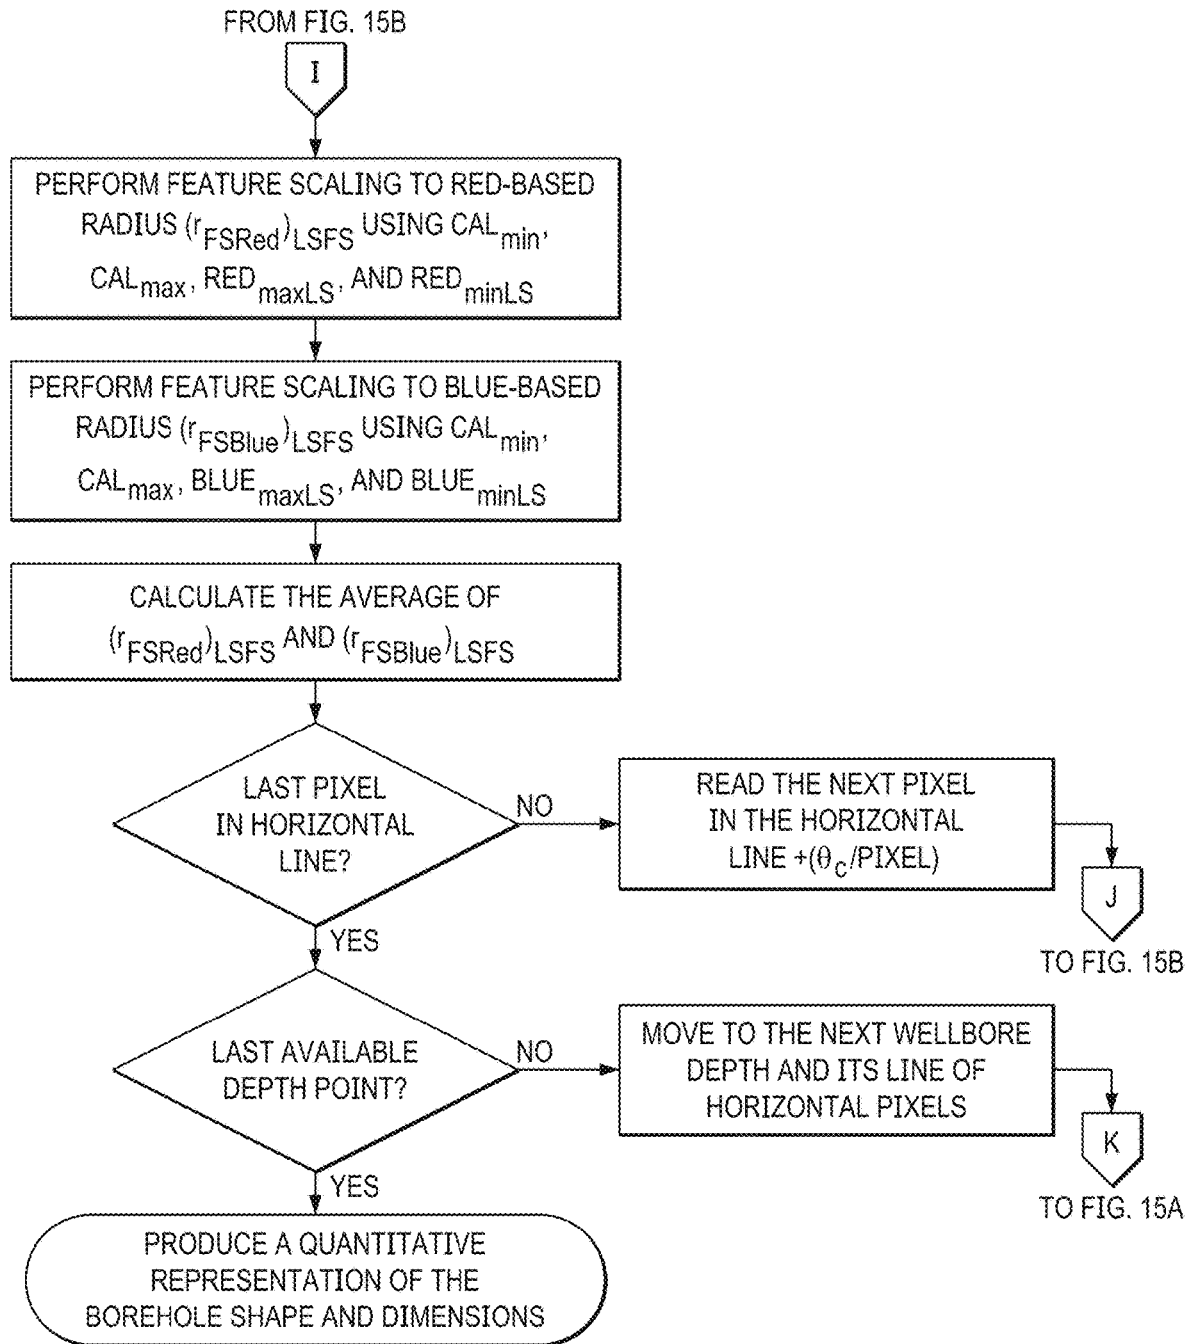 FROM FIG. 15B
I
PERFORM FEATURE SCALING TO RED-BASED
RADIUS (rFSRed)LSFS USING CALmin,
CALmax, REDmaxLS, AND REDminLS
PERFORM FEATURE SCALING TO BLUE-BASED
RADIUS (rFSBlue)LSFS USING CALmin,
CALmax, BLUEmaxLS, AND BLUEminLS
CALCULATE THE AVERAGE OF
(rFSRed)LSFS AND (rFSBlue)LSFS
LAST PIXEL
IN HORIZONTAL
LINE?
NO
READ THE NEXT PIXEL
IN THE HORIZONTAL
LINE +(θc/PIXEL)
J
TO FIG. 15B
YES
LAST AVAILABLE
DEPTH POINT?
NO
MOVE TO THE NEXT WELLBORE
DEPTH AND ITS LINE OF
HORIZONTAL PIXELS
K
TO FIG. 15A
YES
PRODUCE A QUANTITATIVE
REPRESENTATION OF THE
BOREHOLE SHAPE AND DIMENSIONS